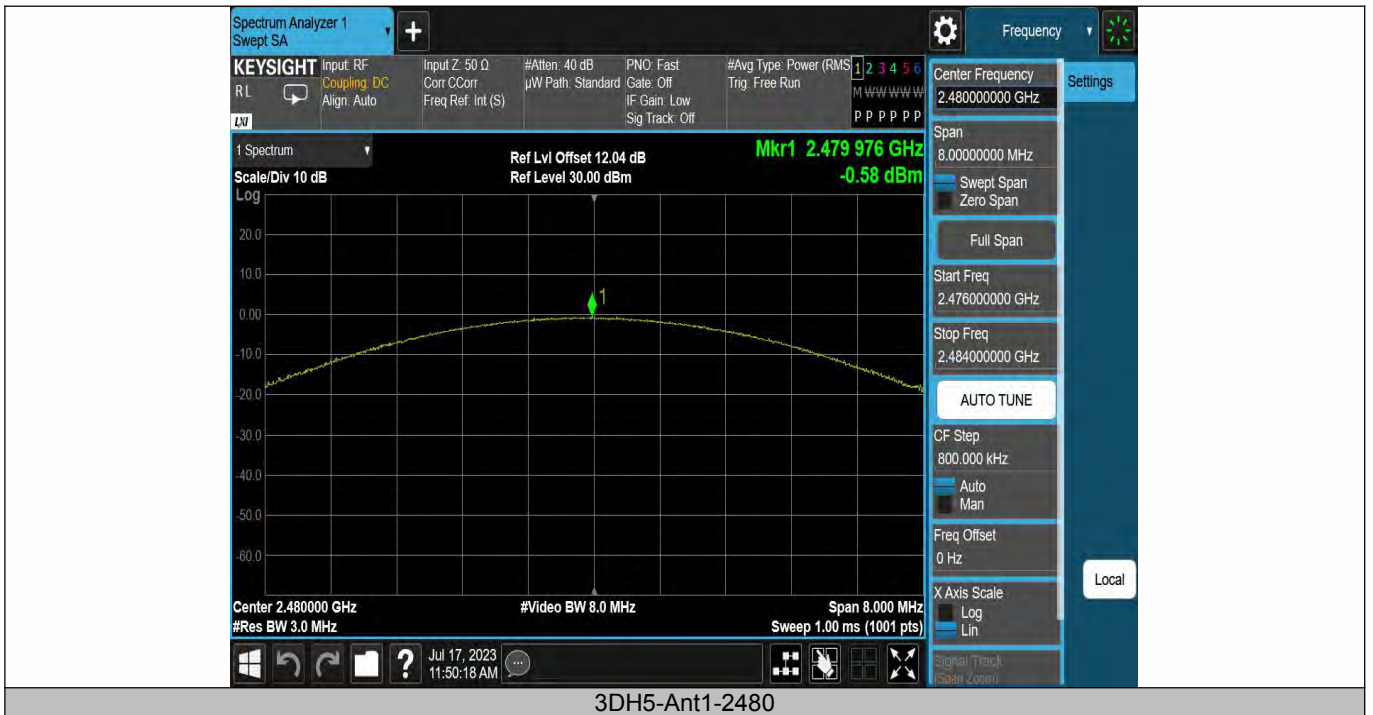 Spectrum Analyzer 1
Swept SA
+
Frequency
KEYSIGHT
R L
LXI
Input: RF
Coupling: DC
Align: Auto
Input Z: 50 Ω
Corr CCorr
Freq Ref: Int (S)
#Atten: 40 dB
µW Path: Standard
PNO: Fast
Gate: Off
IF Gain: Low
Sig Track: Off
#Avg Type: Power (RMS
Trig: Free Run
1 2 3 4 5 6
M W W W W W
P P P P P P
1 Spectrum
Scale/Div 10 dB
Ref Lvl Offset 12.04 dB
Ref Level 30.00 dBm
Mkr1 2.479 976 GHz
-0.58 dBm
Log
20.0
10.0
0.00
-10.0
-20.0
-30.0
-40.0
-50.0
-60.0
1
Center 2.480000 GHz
#Res BW 3.0 MHz
#Video BW 8.0 MHz
Span 8.000 MHz
Sweep 1.00 ms (1001 pts)
Center Frequency
2.480000000 GHz
Settings
Span
8.00000000 MHz
Swept Span
Zero Span
Full Span
Start Freq
2.476000000 GHz
Stop Freq
2.484000000 GHz
AUTO TUNE
CF Step
800.000 kHz
Auto
Man
Freq Offset
0 Hz
X Axis Scale
Log
Lin
Local
Signal Track
(Span Zoom)
?
Jul 17, 2023
11:50:18 AM
3DH5-Ant1-2480